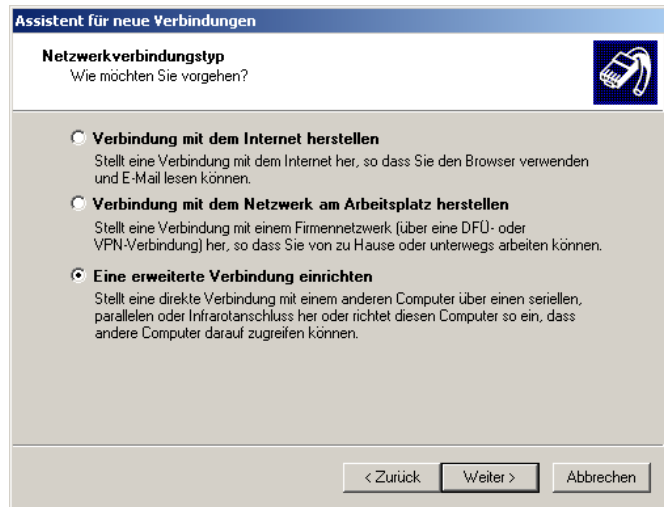 Assistent für neue Verbindungen
Netzwerkverbindungstyp
Wie möchten Sie vorgehen?
Verbindung mit dem Internet herstellen
Stellt eine Verbindung mit dem Internet her, so dass Sie den Browser verwenden
und E-Mail lesen können.
Verbindung mit dem Netzwerk am Arbeitsplatz herstellen
Stellt eine Verbindung mit einem Firmennetzwerk (über eine DFÜ- oder
VPN-Verbindung) her, so dass Sie von zu Hause oder unterwegs arbeiten können.
Eine erweiterte Verbindung einrichten
Stellt eine direkte Verbindung mit einem anderen Computer über einen seriellen,
parallelen oder Infrarotanschluss her oder richtet diesen Computer so ein, dass
andere Computer darauf zugreifen können.
< Zurück Weiter > Abbrechen